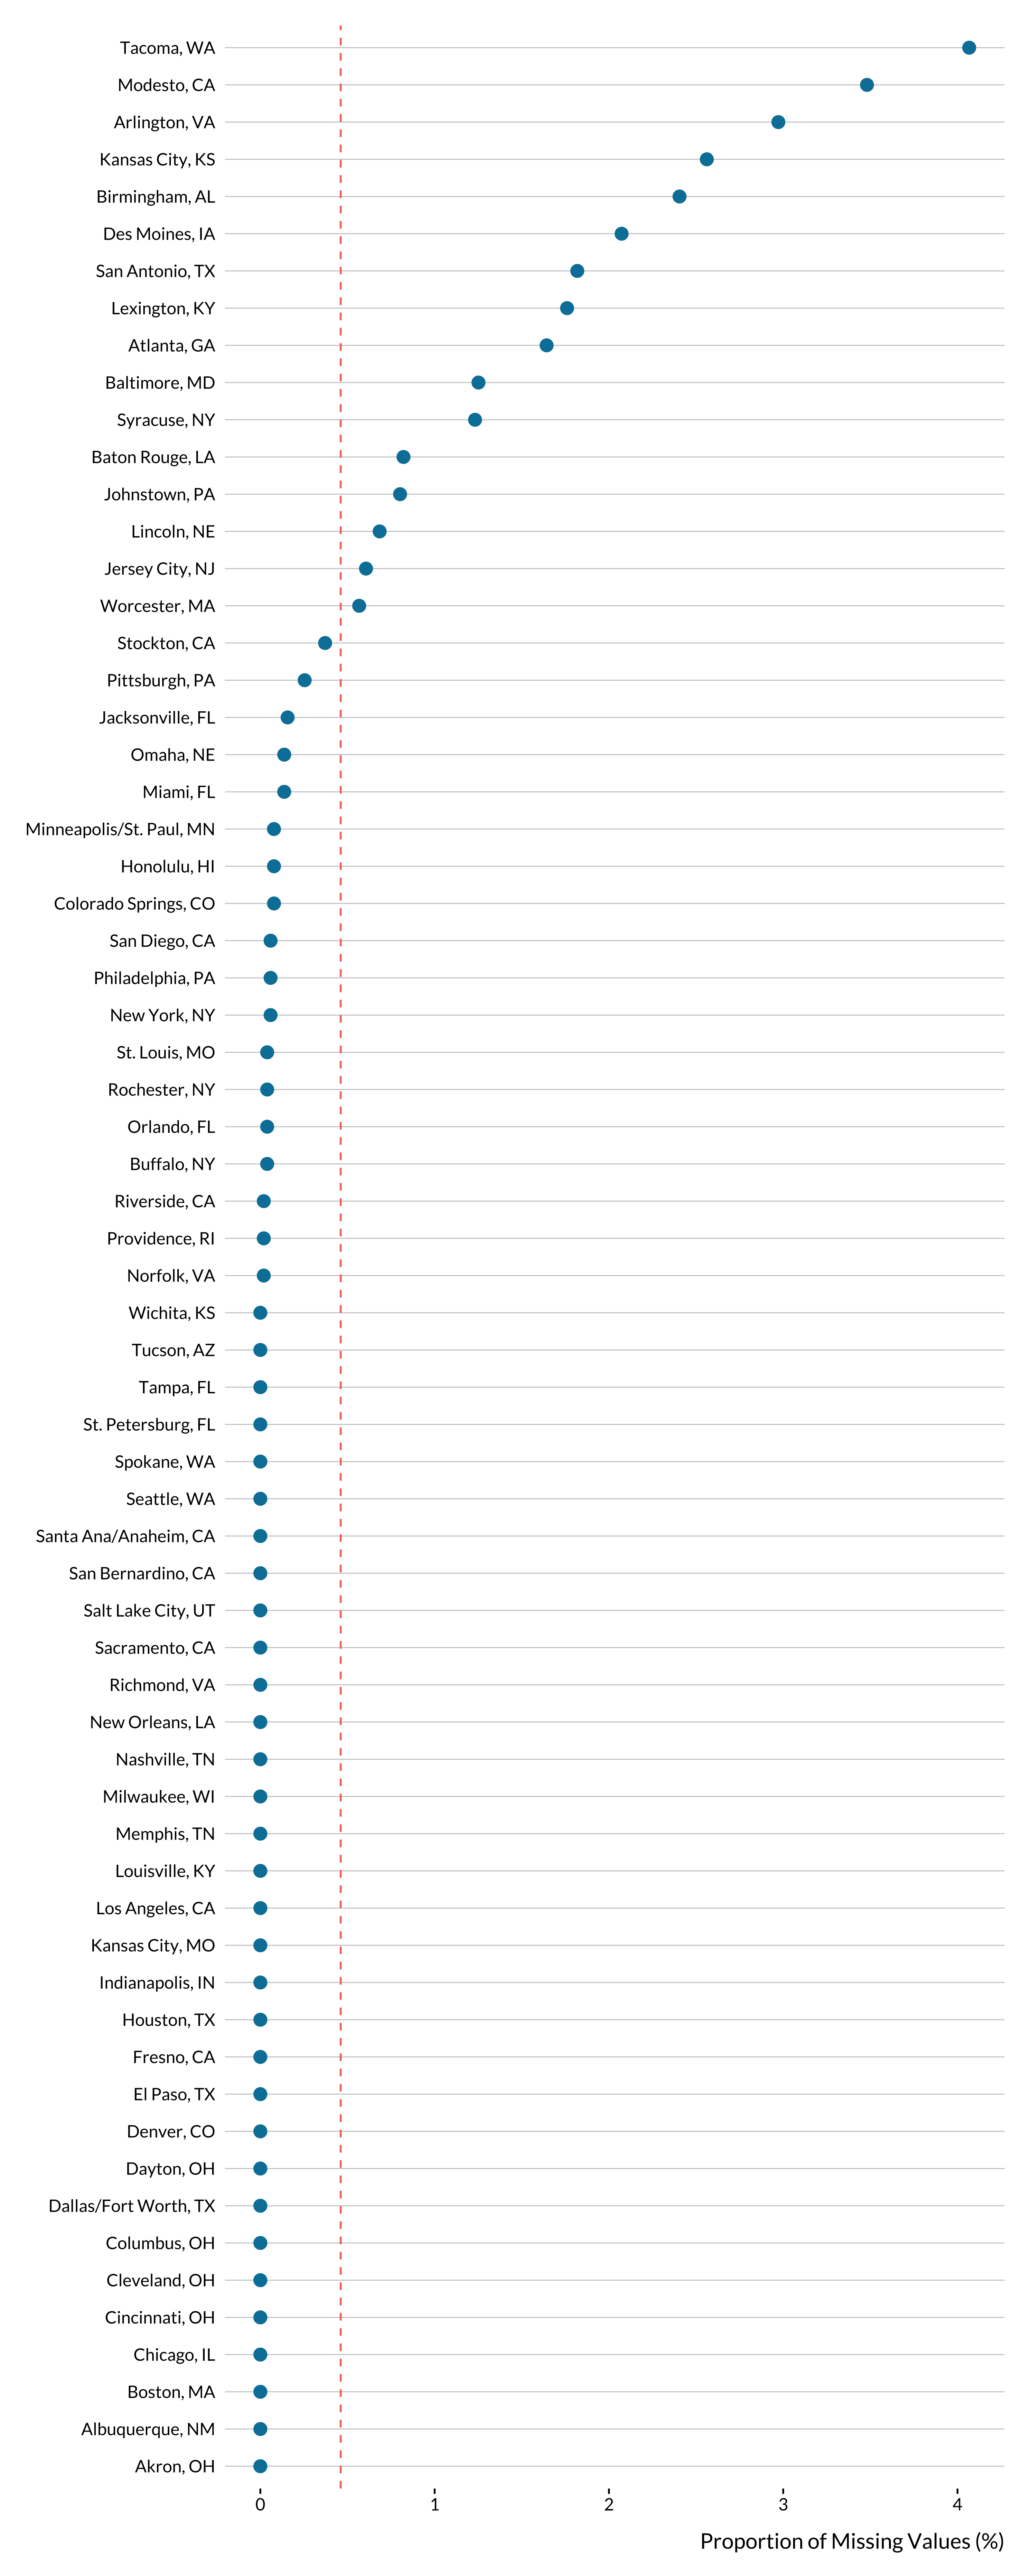 Tacoma, WA
Modesto, CA
Arlington, VA
Kansas City, KS
Birmingham, AL
Des Moines, IA
San Antonio, TX
Lexington, KY
Atlanta, GA
Baltimore, MD
Syracuse, NY
Baton Rouge, LA
Johnstown, PA
Lincoln, NE
Jersey City, NJ
Worcester, MA
Stockton, CA
Pittsburgh, PA
Jacksonville, FL
Omaha, NE
Miami, FL
Minneapolis/St. Paul, MN
Honolulu, HI
Colorado Springs, CO
San Diego, CA
Philadelphia, PA
New York, NY
St. Louis, MO
Rochester, NY
Orlando, FL
Buffalo, NY
Riverside, CA
Providence, RI
Norfolk, VA
Wichita, KS
Tucson, AZ
Tampa, FL
St. Petersburg, FL
Spokane, WA
Seattle, WA
Santa Ana/Anaheim, CA
San Bernardino, CA
Salt Lake City, UT
Sacramento, CA
Richmond, VA
New Orleans, LA
Nashville, TN
Milwaukee, WI
Memphis, TN
Louisville, KY
Los Angeles, CA
Kansas City, MO
Indianapolis, IN
Houston, TX
Fresno, CA
El Paso, TX
Denver, CO
Dayton, OH
Dallas/Fort Worth, TX
Columbus, OH
Cleveland, OH
Cincinnati, OH
Chicago, IL
Boston, MA
Albuquerque, NM
Akron, OH
0 1 2 3 4
Proportion of Missing Values (%)